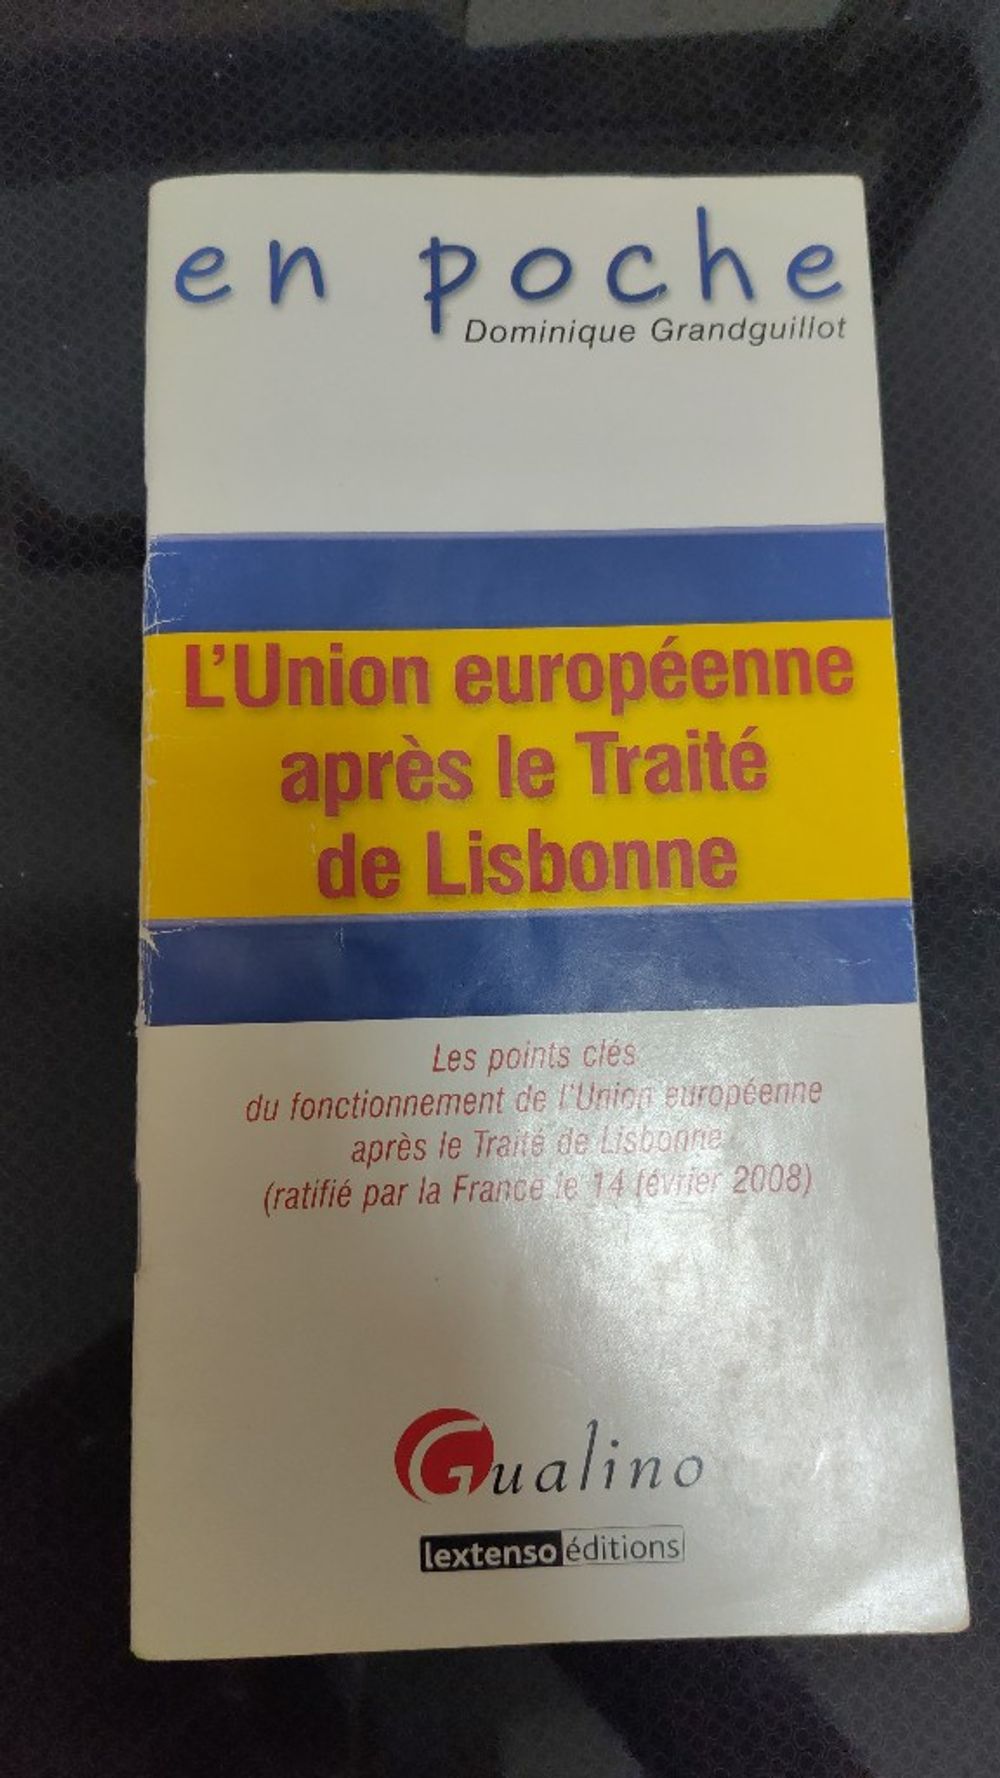 en poche
Dominique Grandguillot
L'Union européenne
après le Traité
de Lisbonne
Les points clés
du fonctionnement de l'Union européenne
après le Traité de Lisbonne
(ratifié par la France le 14 février 2008)
Gualino
lextenso éditions